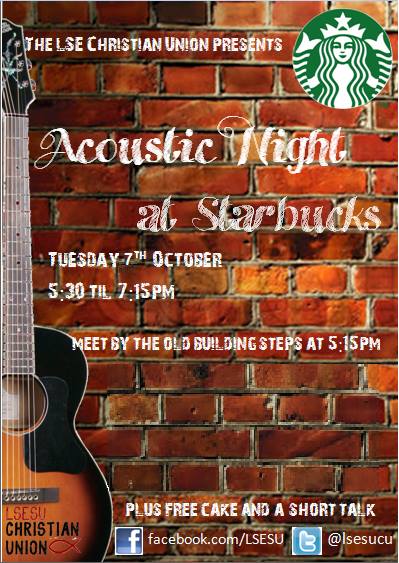 THE LSE CHRISTIAN UNION PRESENTS
Acoustic Night
at Starbucks
TUESDAY 7TH OCTOBER
5:30 TIL 7:15PM
MEET BY THE OLD BUILDING STEPS AT 5:15PM
PLUS FREE CAKE AND A SHORT TALK
LSESU
CHRISTIAN
UNION
facebook.com/LSESU @lsesucu